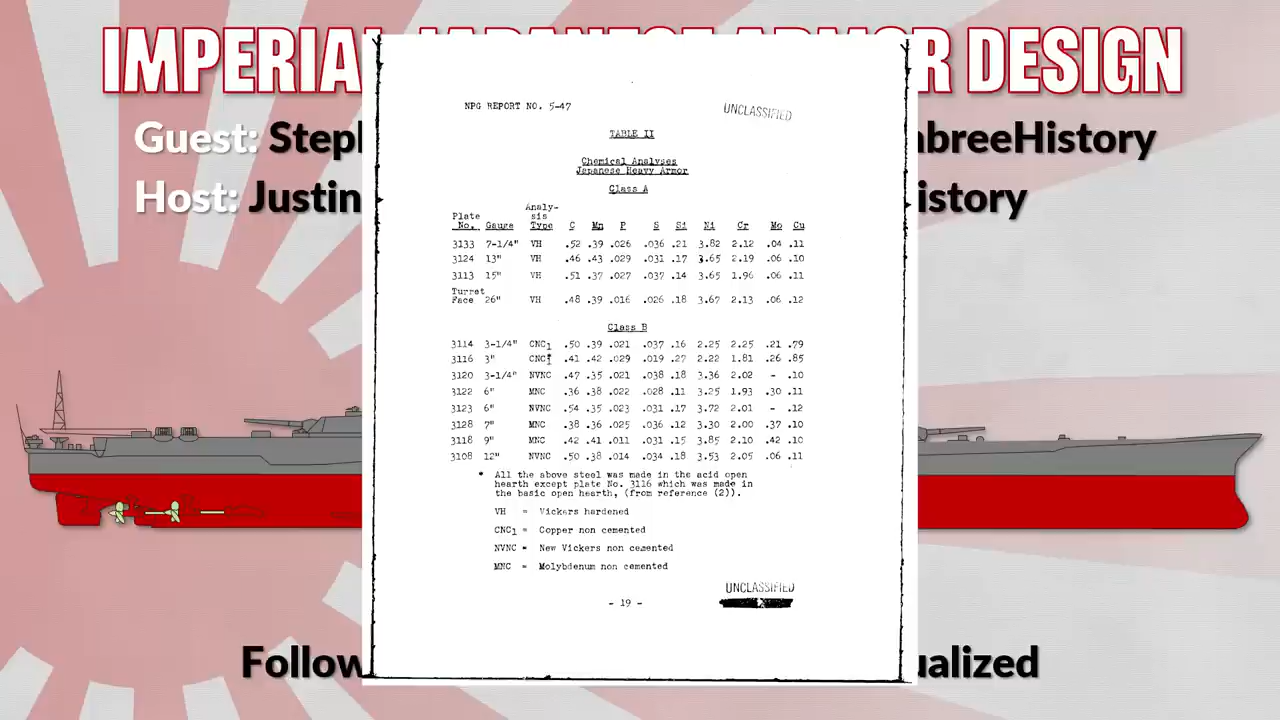 IMPERIAL JAPANESE ARMOR DESIGN
Guest: Steph
abreeHistory
Host: Justin
istory
NPG REPORT NO. 5-47
UNCLASSIFIED
TABLE II
Chemical Analyses
Japanese Heavy Armor
Class A
Plate No. Gauge Analy-sis Type C Mn P S Si Ni Cr Mo Cu
3133 7-1/4" VH .52 .39 .026 .036 .21 3.82 2.12 .04 .11
3124 13" VH .46 .43 .029 .031 .17 3.65 2.19 .06 .10
3113 15" VH .51 .37 .027 .037 .14 3.65 1.96 .06 .11
Turret
Face 26" VH .48 .39 .016 .026 .18 3.67 2.13 .06 .12
Class B
3114 3-1/4" CNC1 .50 .39 .021 .037 .16 2.25 2.25 .21 .79
3116 3" CNC1* .41 .42 .029 .019 .27 2.22 1.81 .26 .85
3120 3-1/4" NVNC .47 .35 .021 .038 .18 3.36 2.02 - .10
3122 6" MNC .36 .38 .022 .028 .11 3.25 1.93 .30 .11
3123 6" NVNC .54 .35 .023 .031 .17 3.72 2.01 - .12
3128 7" MNC .38 .36 .025 .036 .12 3.30 2.00 .37 .10
3118 9" MNC .42 .41 .011 .031 .15 3.85 2.10 .42 .10
3108 12" NVNC .50 .38 .014 .034 .18 3.53 2.05 .06 .11
* All the above steel was made in the acid open
hearth except plate No. 3116 which was made in
the basic open hearth, (from reference (2)).
VH = Vickers hardened
CNC1 = Copper non cemented
NVNC = New Vickers non cemented
MNC = Molybdenum non cemented
UNCLASSIFIED
- 19 -
Follow
ualized